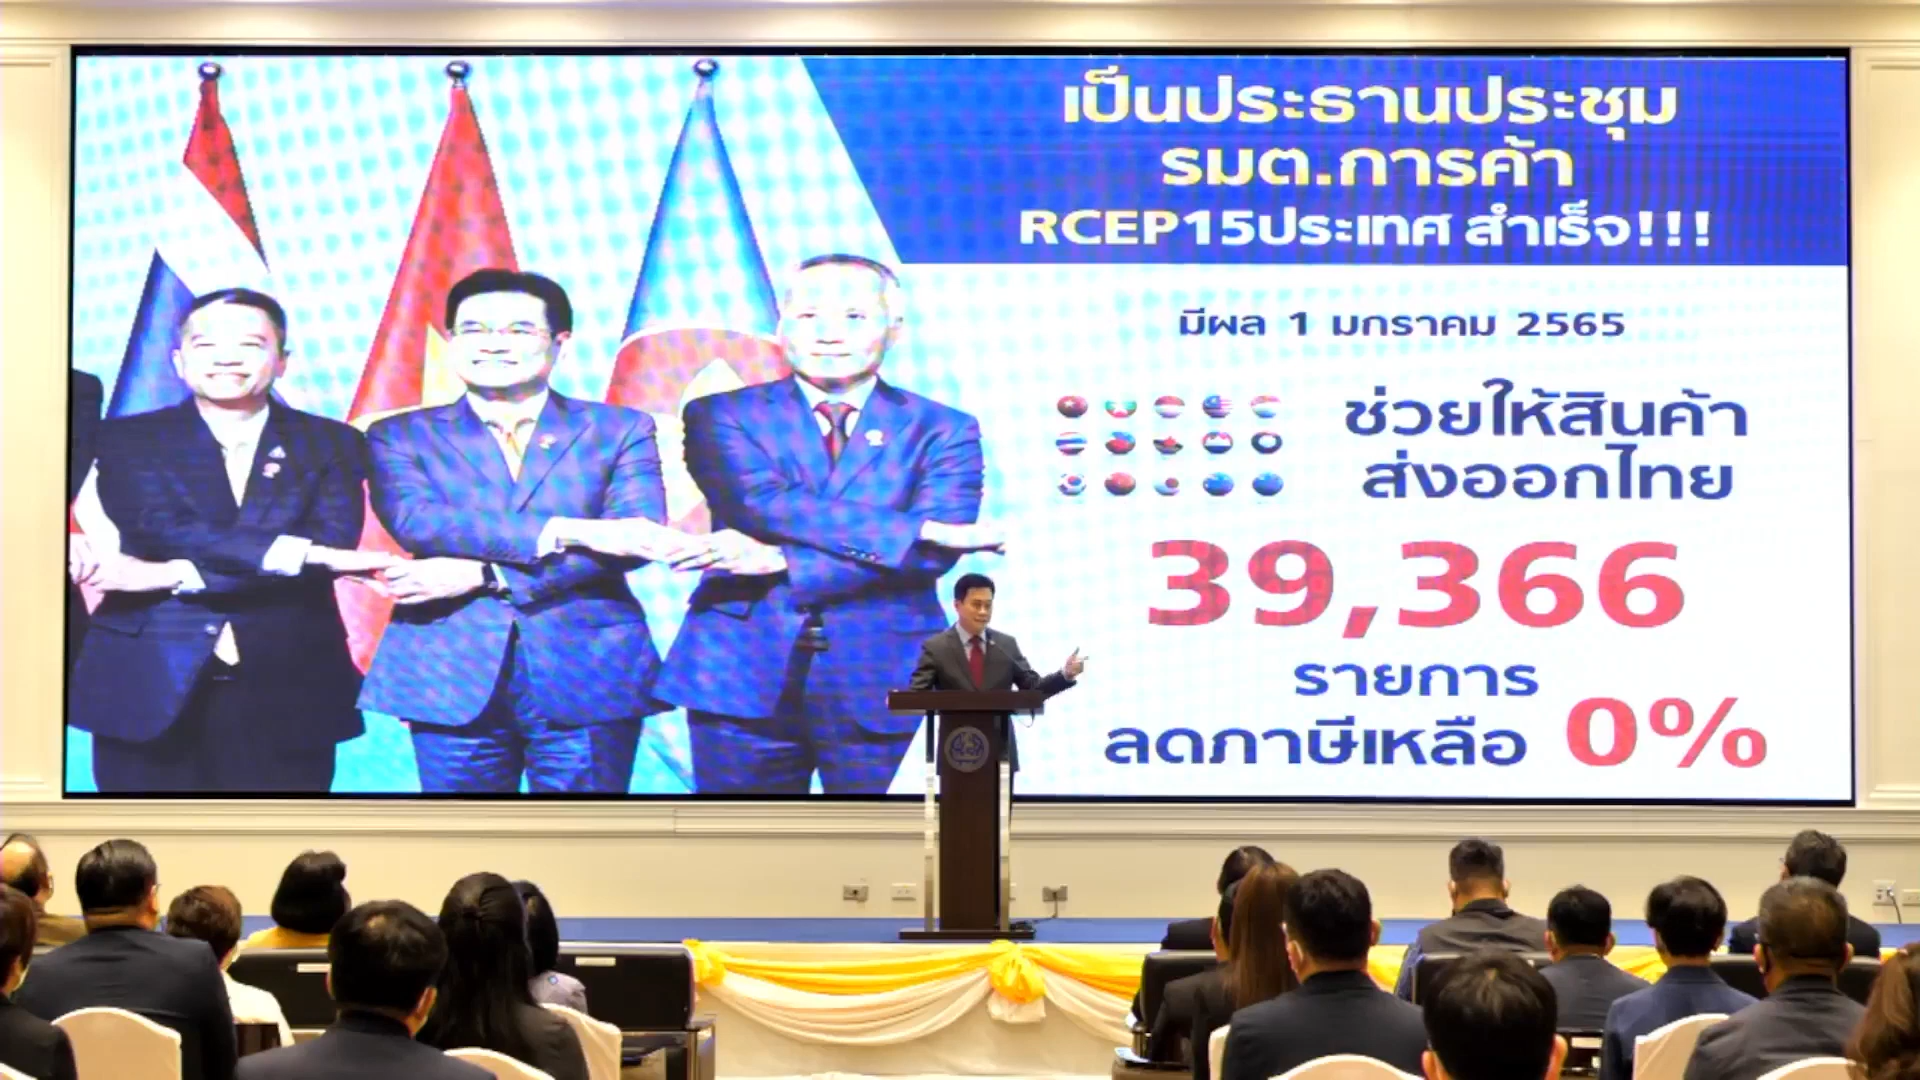 เป็นประธานประชุม
รมต.การค้า
RCEP15ประเทศ สำเร็จ!!!
มีผล 1 มกราคม 2565
ช่วยให้สินค้า
ส่งออกไทย
39,366
รายการ
ลดภาษีเหลือ 0%